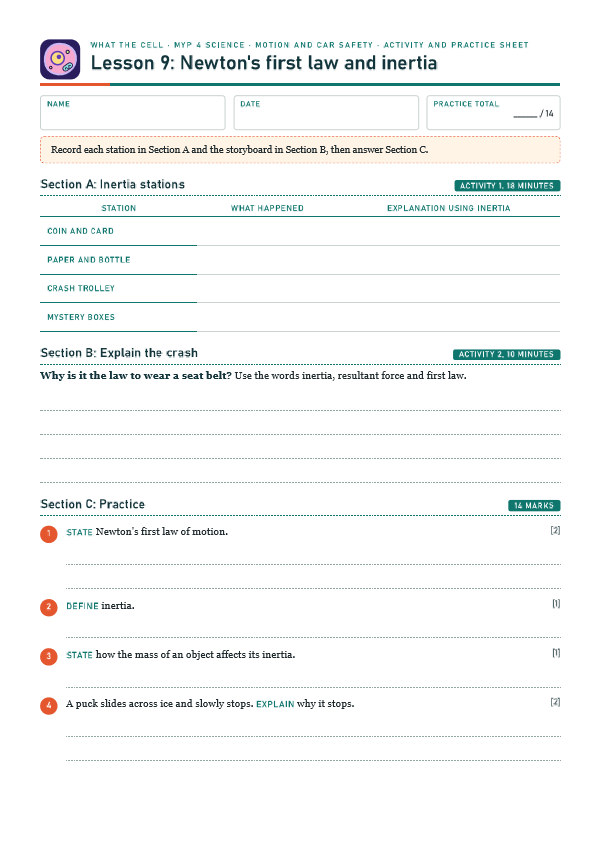 WHAT THE CELL · MYP 4 SCIENCE · MOTION AND CAR SAFETY · ACTIVITY AND PRACTICE SHEET
Lesson 9: Newton's first law and inertia
NAME
DATE
PRACTICE TOTAL
_____ / 14
Record each station in Section A and the storyboard in Section B, then answer Section C.
Section A: Inertia stations
ACTIVITY 1, 18 MINUTES
STATION WHAT HAPPENED EXPLANATION USING INERTIA
COIN AND CARD
PAPER AND BOTTLE
CRASH TROLLEY
MYSTERY BOXES
Section B: Explain the crash
ACTIVITY 2, 10 MINUTES
Why is it the law to wear a seat belt? Use the words inertia, resultant force and first law.
Section C: Practice
14 MARKS
1 STATE Newton's first law of motion. [2]
2 DEFINE inertia. [1]
3 STATE how the mass of an object affects its inertia. [1]
4 A puck slides across ice and slowly stops. EXPLAIN why it stops. [2]